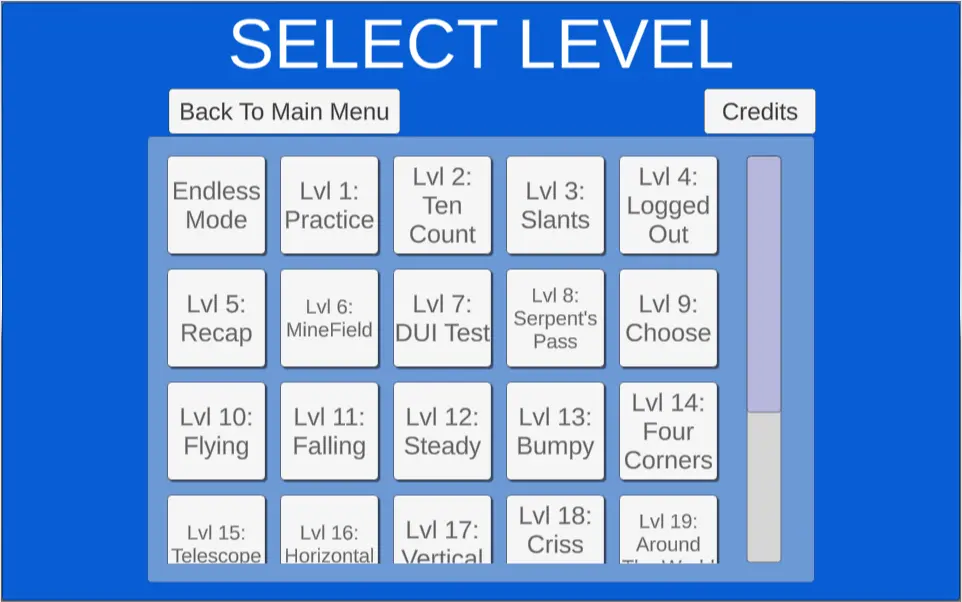 SELECT LEVEL
Back To Main Menu
Credits
Endless
Mode
Lvl 1:
Practice
Lvl 2:
Ten
Count
Lvl 3:
Slants
Lvl 4:
Logged
Out
Lvl 5:
Recap
Lvl 6:
MineField
Lvl 7:
DUI Test
Lvl 8:
Serpent's
Pass
Lvl 9:
Choose
Lvl 10:
Flying
Lvl 11:
Falling
Lvl 12:
Steady
Lvl 13:
Bumpy
Lvl 14:
Four
Corners
Lvl 15:
Telescope
Lvl 16:
Horizontal
Lvl 17:
Vertical
Lvl 18:
Criss
Lvl 19:
Around
The World